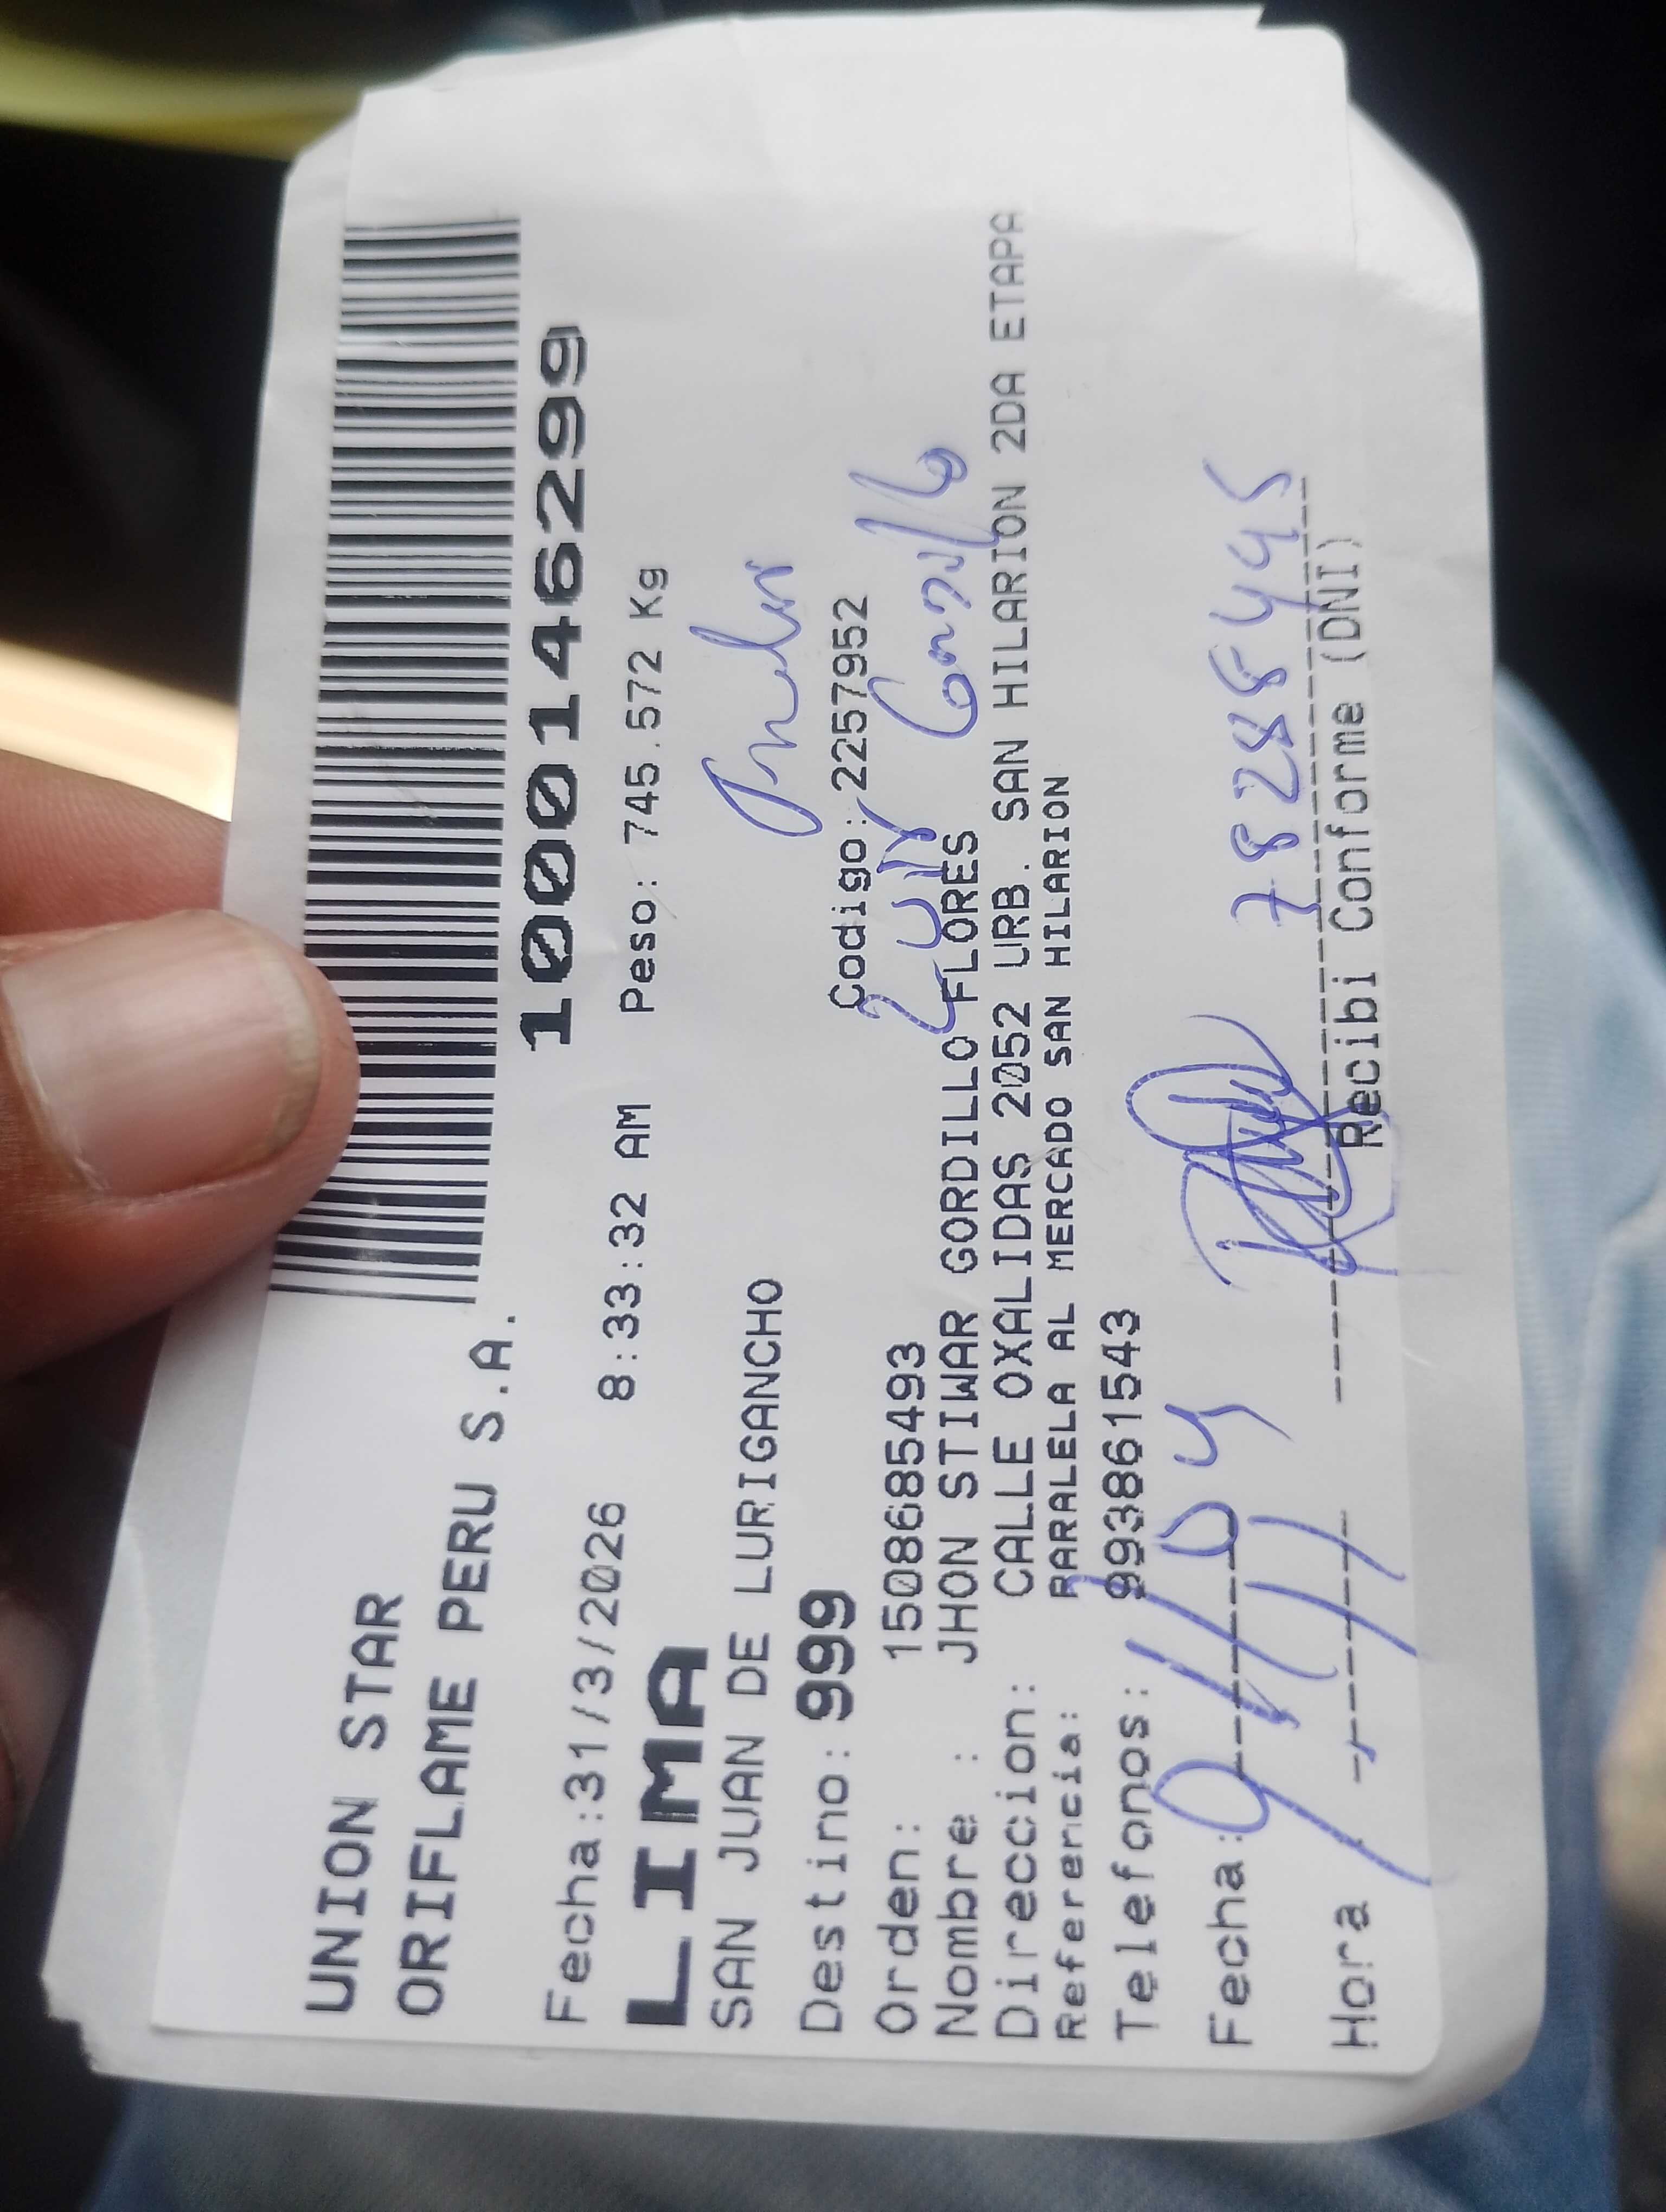 UNION STAR
ORIFLAME PERU S.A.
10001146299
Fecha:31/3/2026 8:33:32 AM Peso: 745.572 Kg
LIMA
SAN JUAN DE LURIGANCHO
Destino: 999 Codigo: 2257952
Orden: 15086685493
Nombre : JHON STIWAR GORDILLO FLORES
Direccion: CALLE OXALIDAS 2052 URB. SAN HILARION 2DA ETAPA
Referencia: PARALELA AL MERCADO SAN HILARION
Telefonos: 993861543
Fecha:
Hora
Recibi Conforme (DNI)